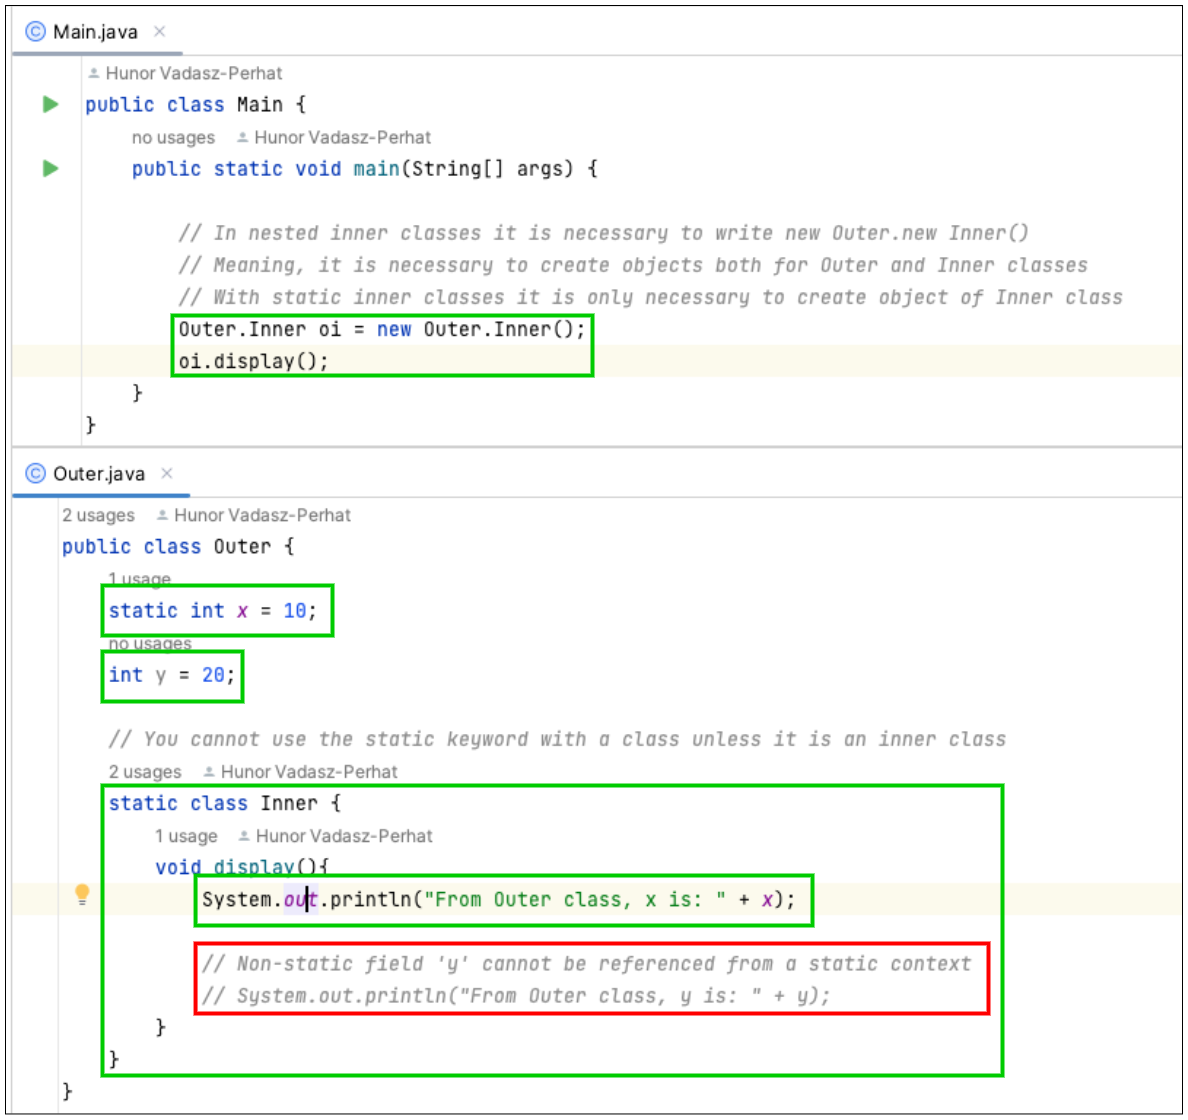 Main.java
Hunor Vadasz-Perhat
public class Main {
no usages Hunor Vadasz-Perhat
public static void main(String[] args) {
// In nested inner classes it is necessary to write new Outer.new Inner()
// Meaning, it is necessary to create objects both for Outer and Inner classes
// With static inner classes it is only necessary to create object of Inner class
Outer.Inner oi = new Outer.Inner();
oi.display();
}
}
Outer.java
2 usages Hunor Vadasz-Perhat
public class Outer {
1 usage
static int x = 10;
no usages
int y = 20;
// You cannot use the static keyword with a class unless it is an inner class
2 usages Hunor Vadasz-Perhat
static class Inner {
1 usage Hunor Vadasz-Perhat
void display(){
System.out.println("From Outer class, x is: " + x);
// Non-static field 'y' cannot be referenced from a static context
// System.out.println("From Outer class, y is: " + y);
}
}
}